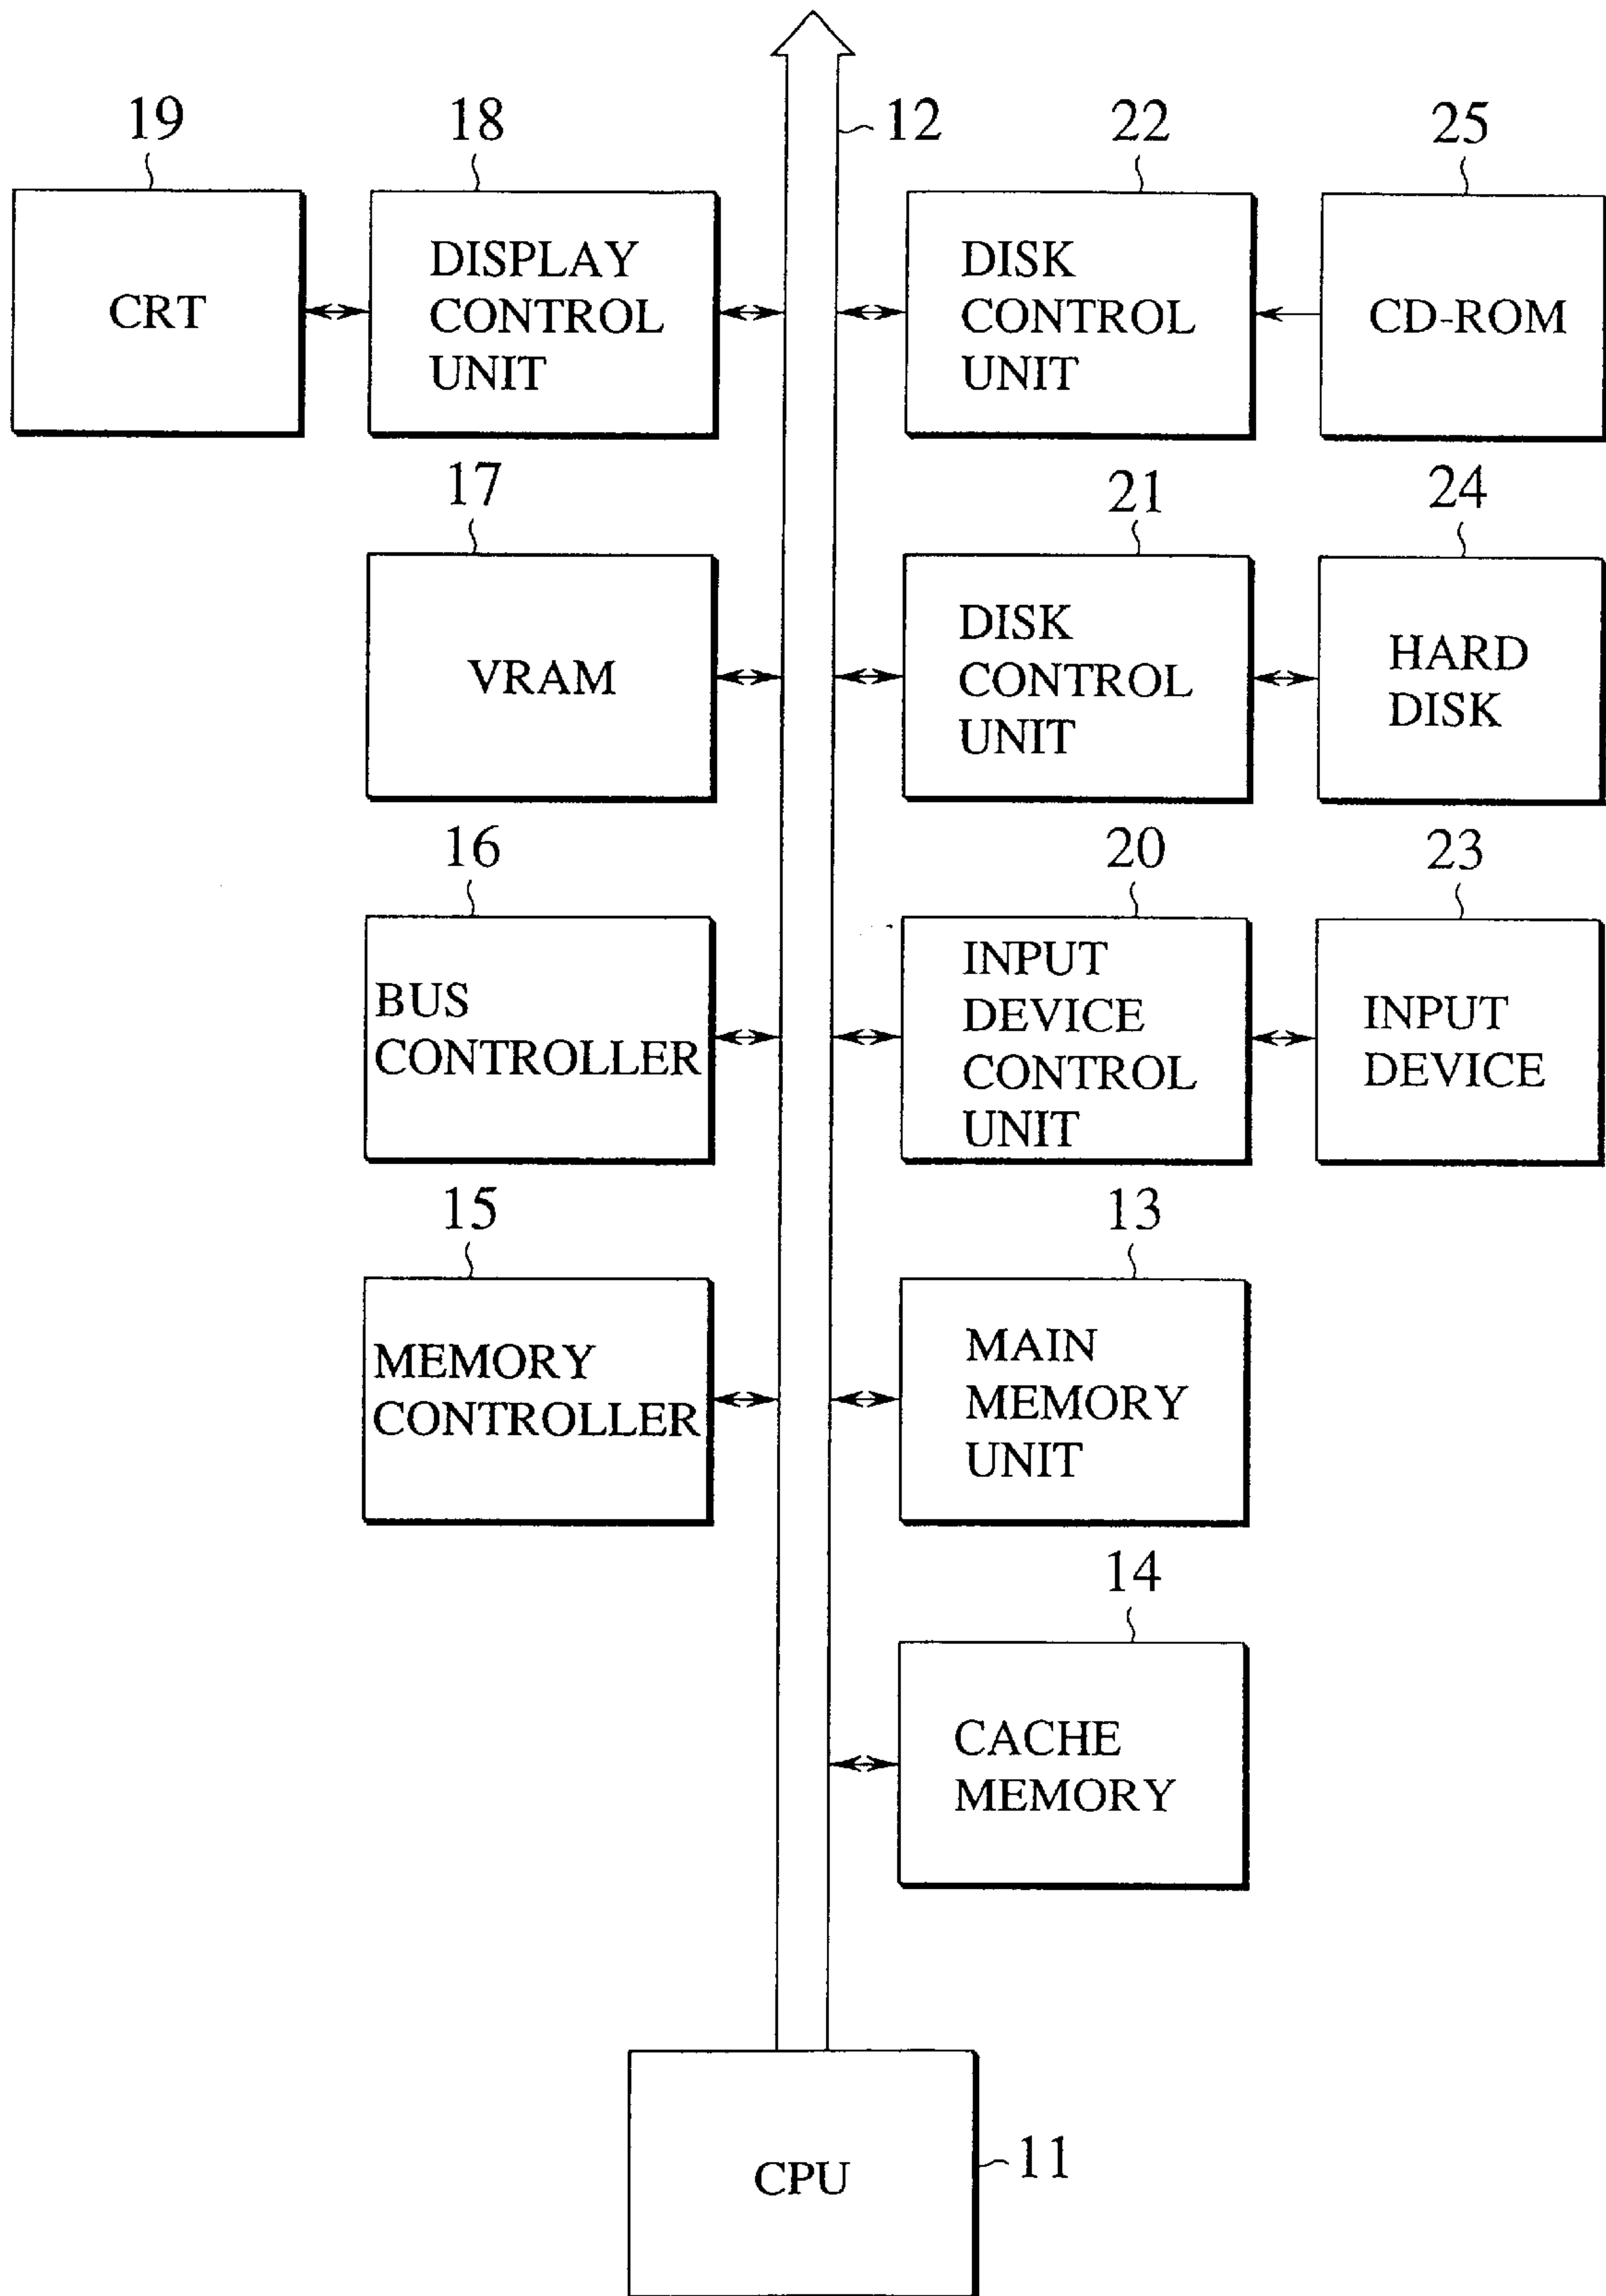 12
19
18
22
25
CRT
DISPLAY
CONTROL
UNIT
DISK
CONTROL
UNIT
CD-ROM
17
21
24
VRAM
DISK
CONTROL
UNIT
HARD
DISK
16
20
23
BUS
CONTROLLER
INPUT
DEVICE
CONTROL
UNIT
INPUT
DEVICE
15
13
MEMORY
CONTROLLER
MAIN
MEMORY
UNIT
14
CACHE
MEMORY
CPU
11